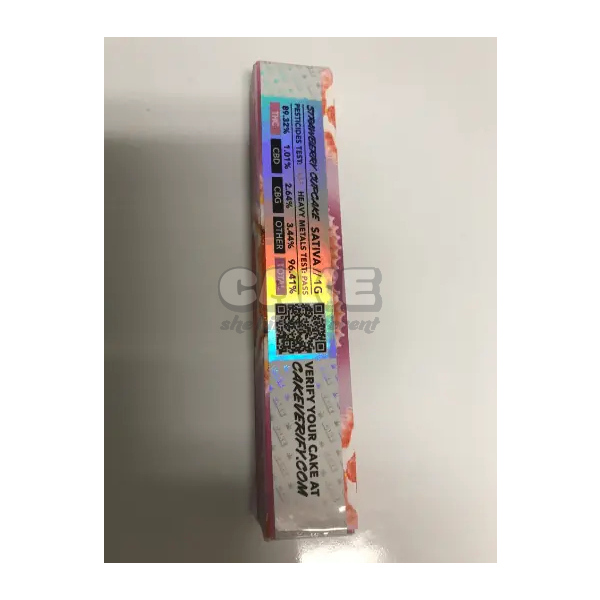 STRAWBERRY CUPCAKE SATIVA // 1G
PESTICIDES TEST: HEAVY METALS TEST: PASS
89.32% 1.01% 2.64% 3.44% 96.41%
THC CBD CBG OTHER TOTAL
VERIFY YOUR CAKE AT
CAKEVERIFY.COM
CAKE